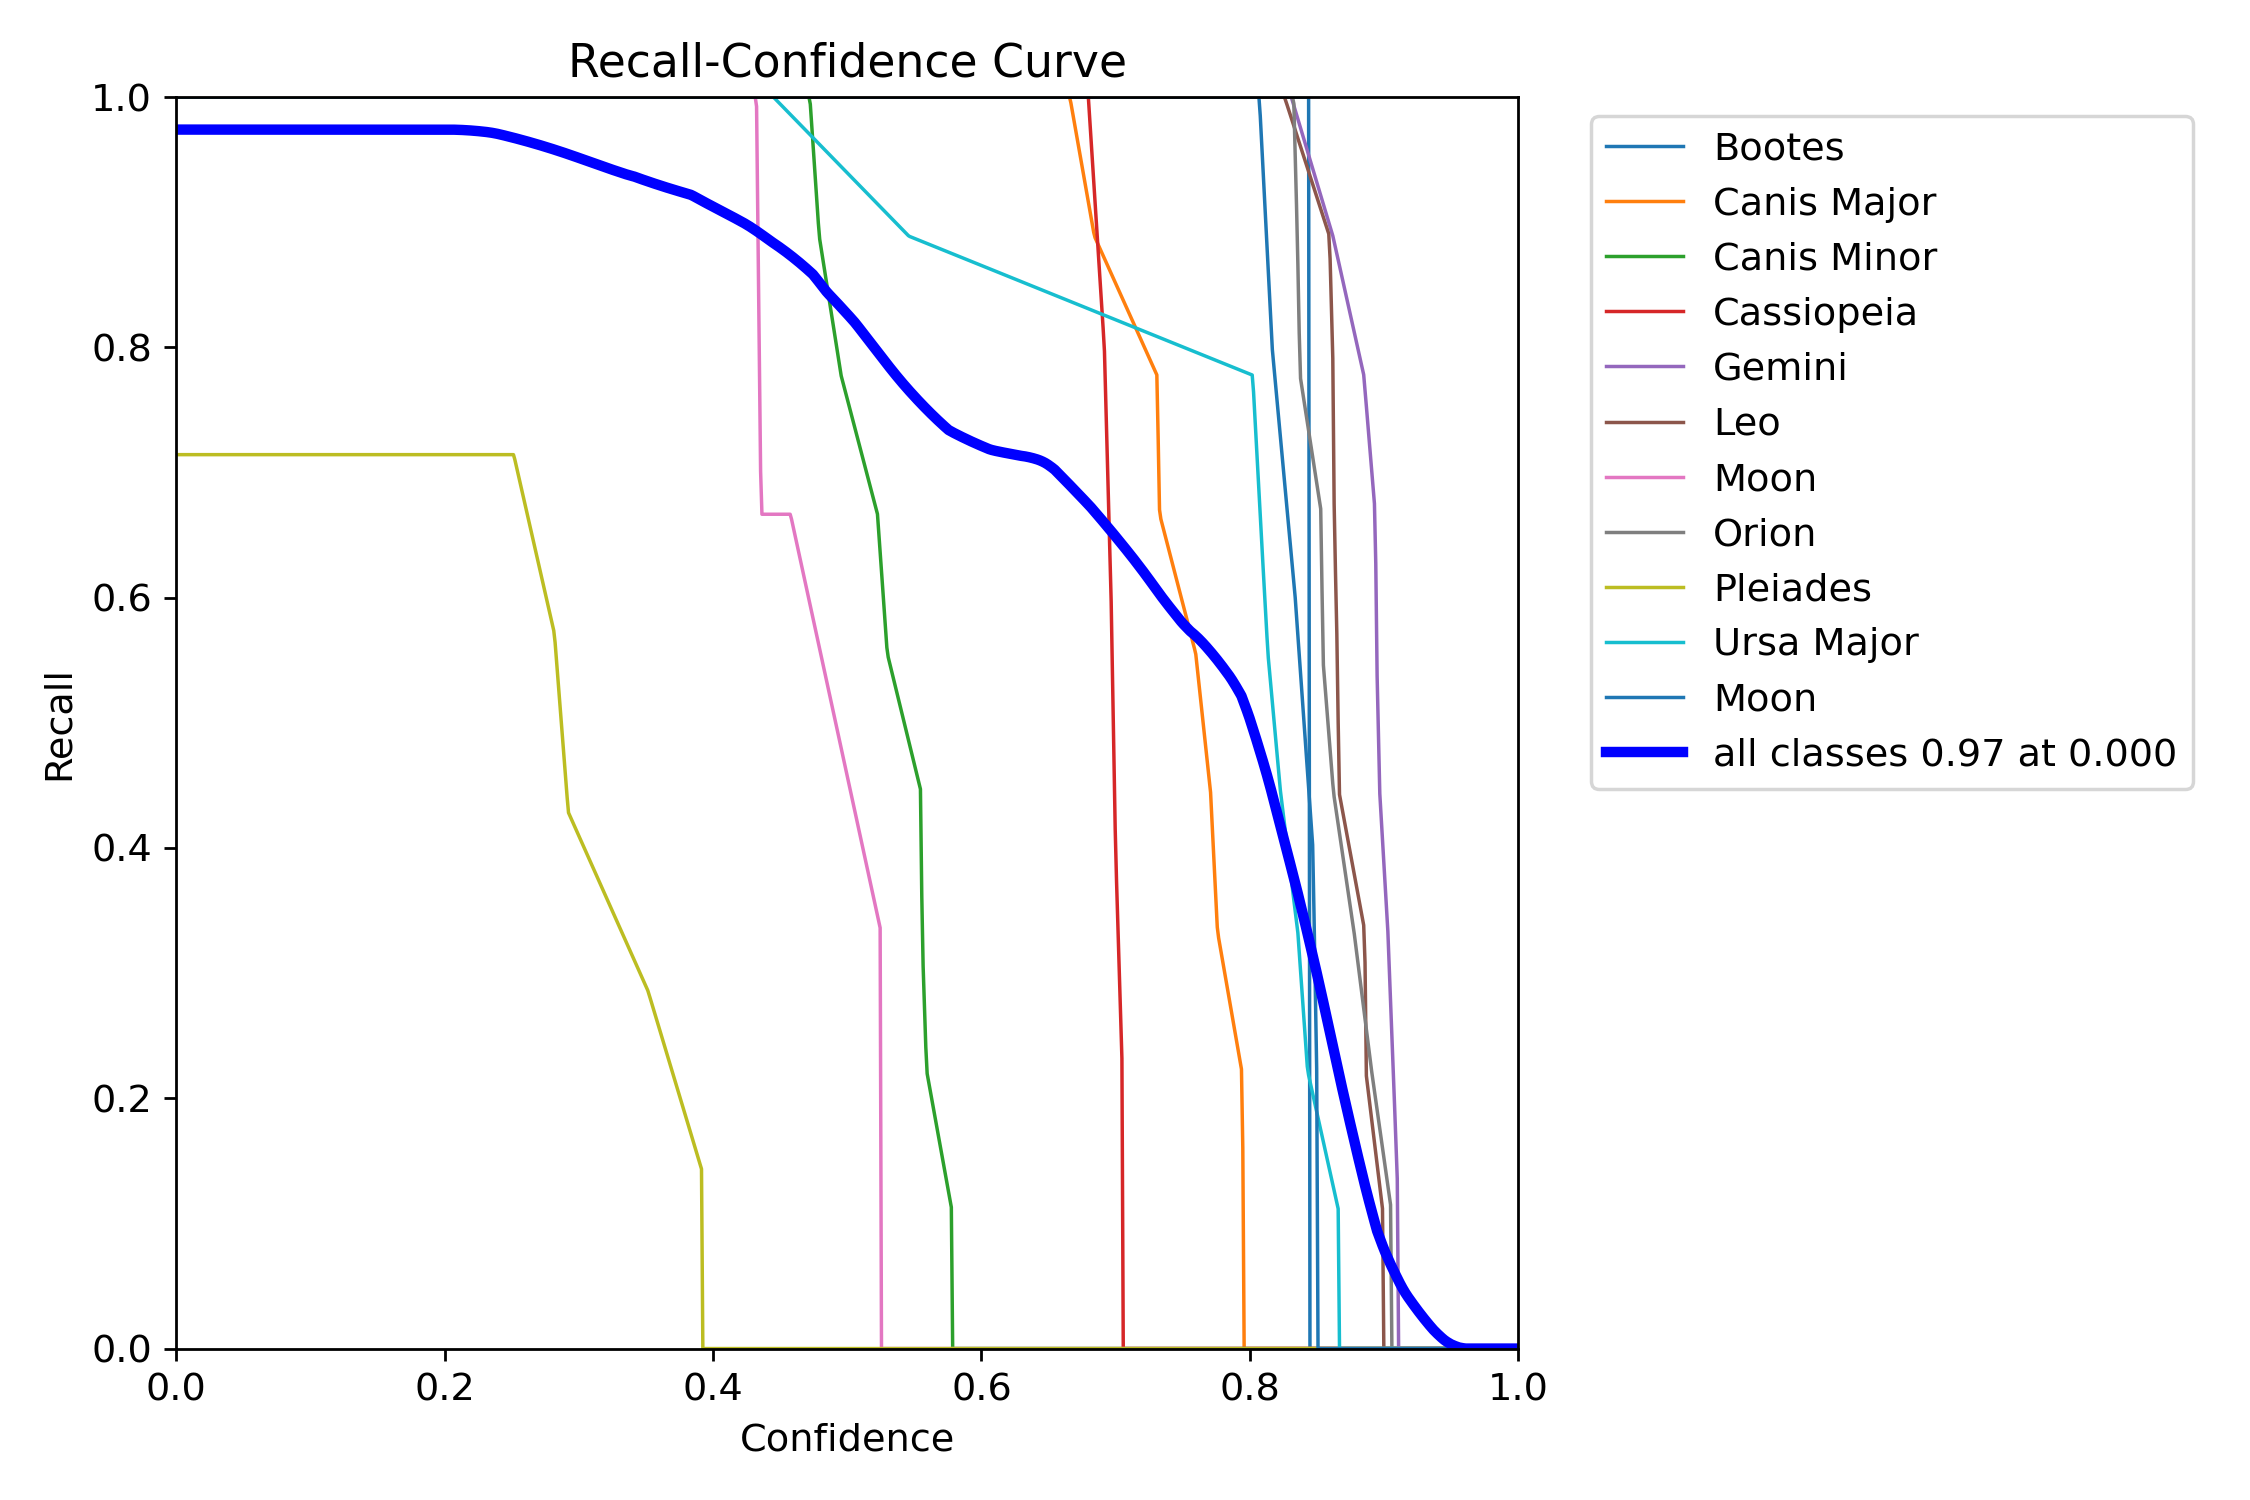 Recall-Confidence Curve
1.0
0.8
0.6
0.4
0.2
0.0
Recall
0.0 0.2 0.4 0.6 0.8 1.0
Confidence
Bootes
Canis Major
Canis Minor
Cassiopeia
Gemini
Leo
Moon
Orion
Pleiades
Ursa Major
Moon
all classes 0.97 at 0.000